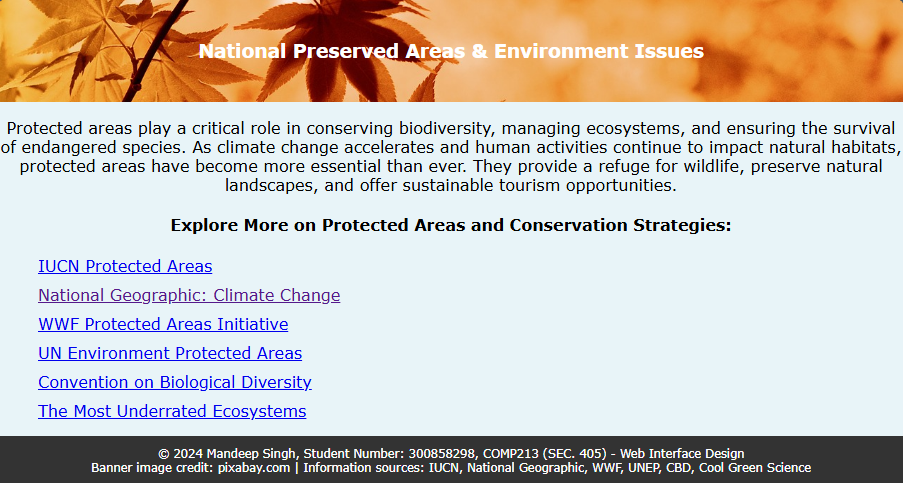 National Preserved Areas & Environment Issues
Protected areas play a critical role in conserving biodiversity, managing ecosystems, and ensuring the survival
of endangered species. As climate change accelerates and human activities continue to impact natural habitats,
protected areas have become more essential than ever. They provide a refuge for wildlife, preserve natural
landscapes, and offer sustainable tourism opportunities.
Explore More on Protected Areas and Conservation Strategies:
IUCN Protected Areas
National Geographic: Climate Change
WWF Protected Areas Initiative
UN Environment Protected Areas
Convention on Biological Diversity
The Most Underrated Ecosystems
© 2024 Mandeep Singh, Student Number: 300858298, COMP213 (SEC. 405) - Web Interface Design
Banner image credit: pixabay.com | Information sources: IUCN, National Geographic, WWF, UNEP, CBD, Cool Green Science